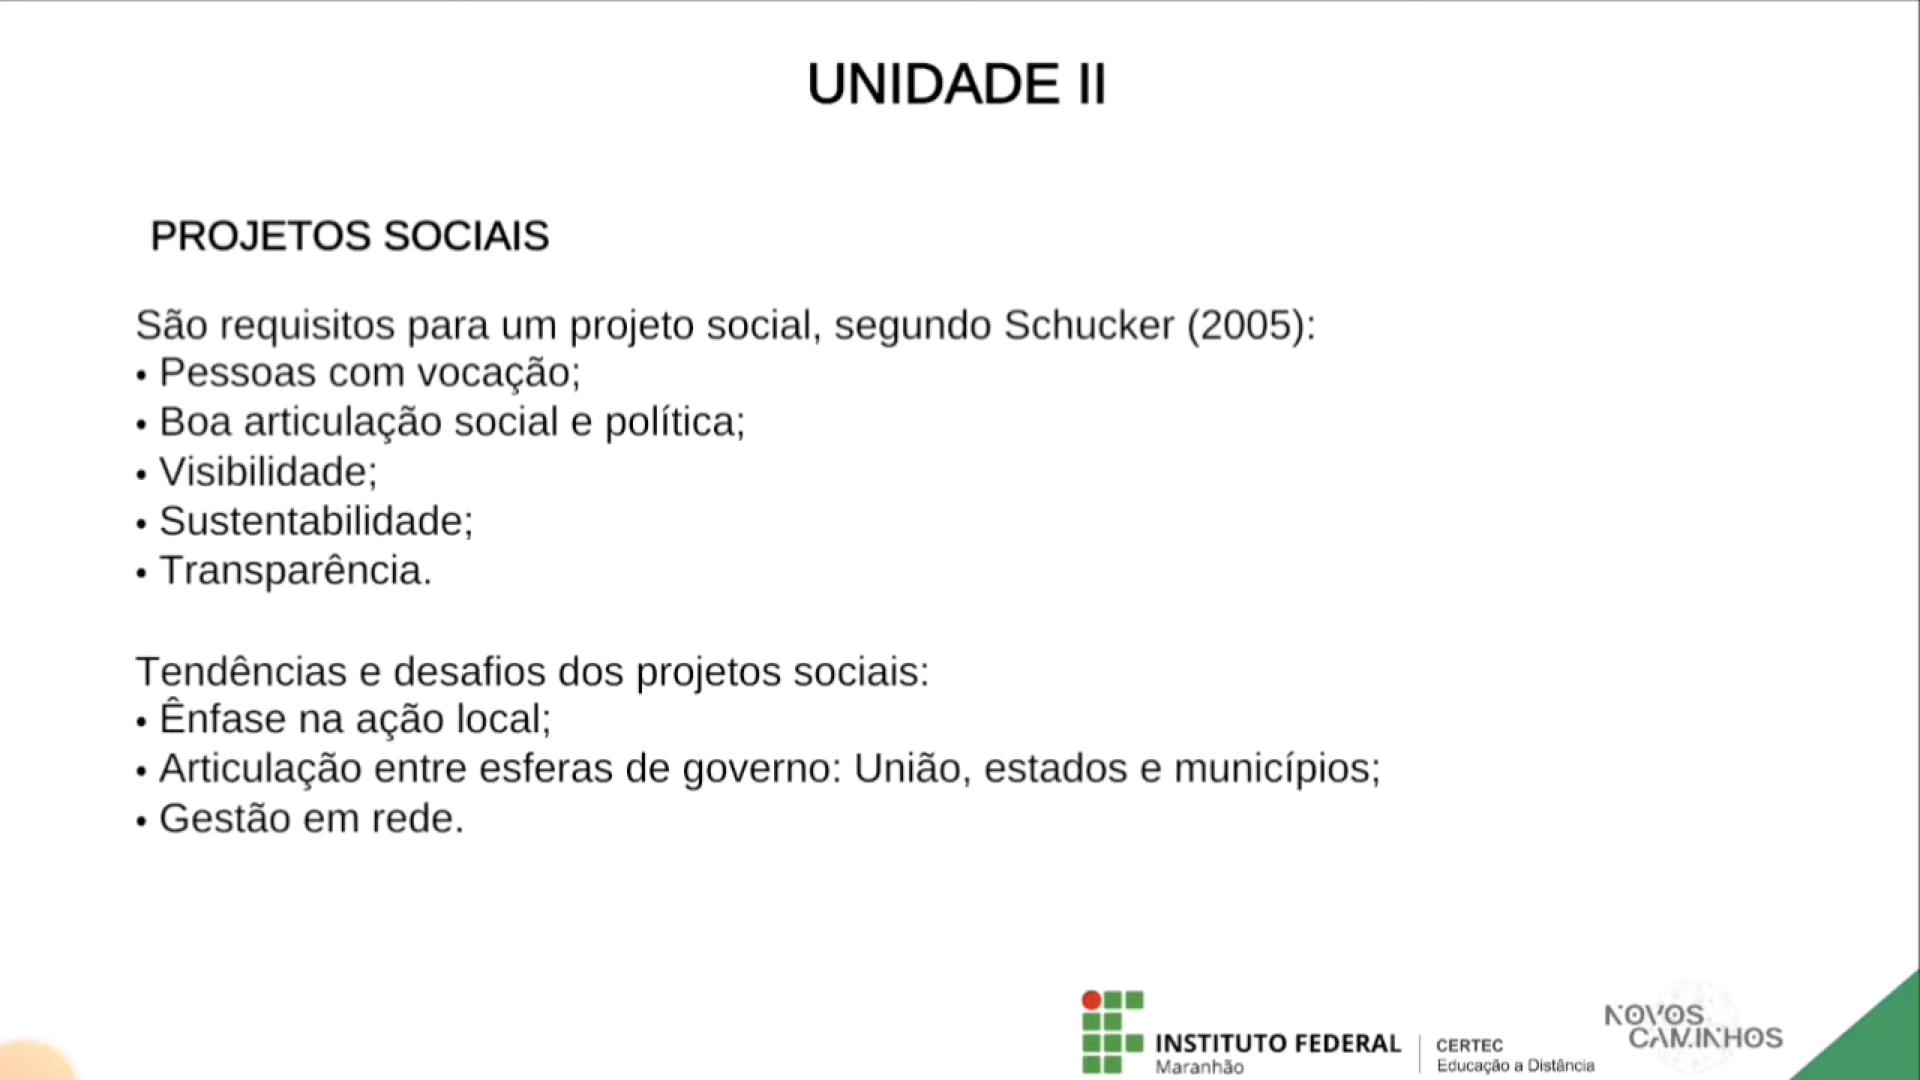 UNIDADE II
PROJETOS SOCIAIS
São requisitos para um projeto social, segundo Schucker (2005):
• Pessoas com vocação;
• Boa articulação social e política;
• Visibilidade;
• Sustentabilidade;
• Transparência.
Tendências e desafios dos projetos sociais:
• Ênfase na ação local;
• Articulação entre esferas de governo: União, estados e municípios;
• Gestão em rede.
INSTITUTO FEDERAL
Maranhão
CERTEC
Educação a Distância
NOVOS
CAMINHOS